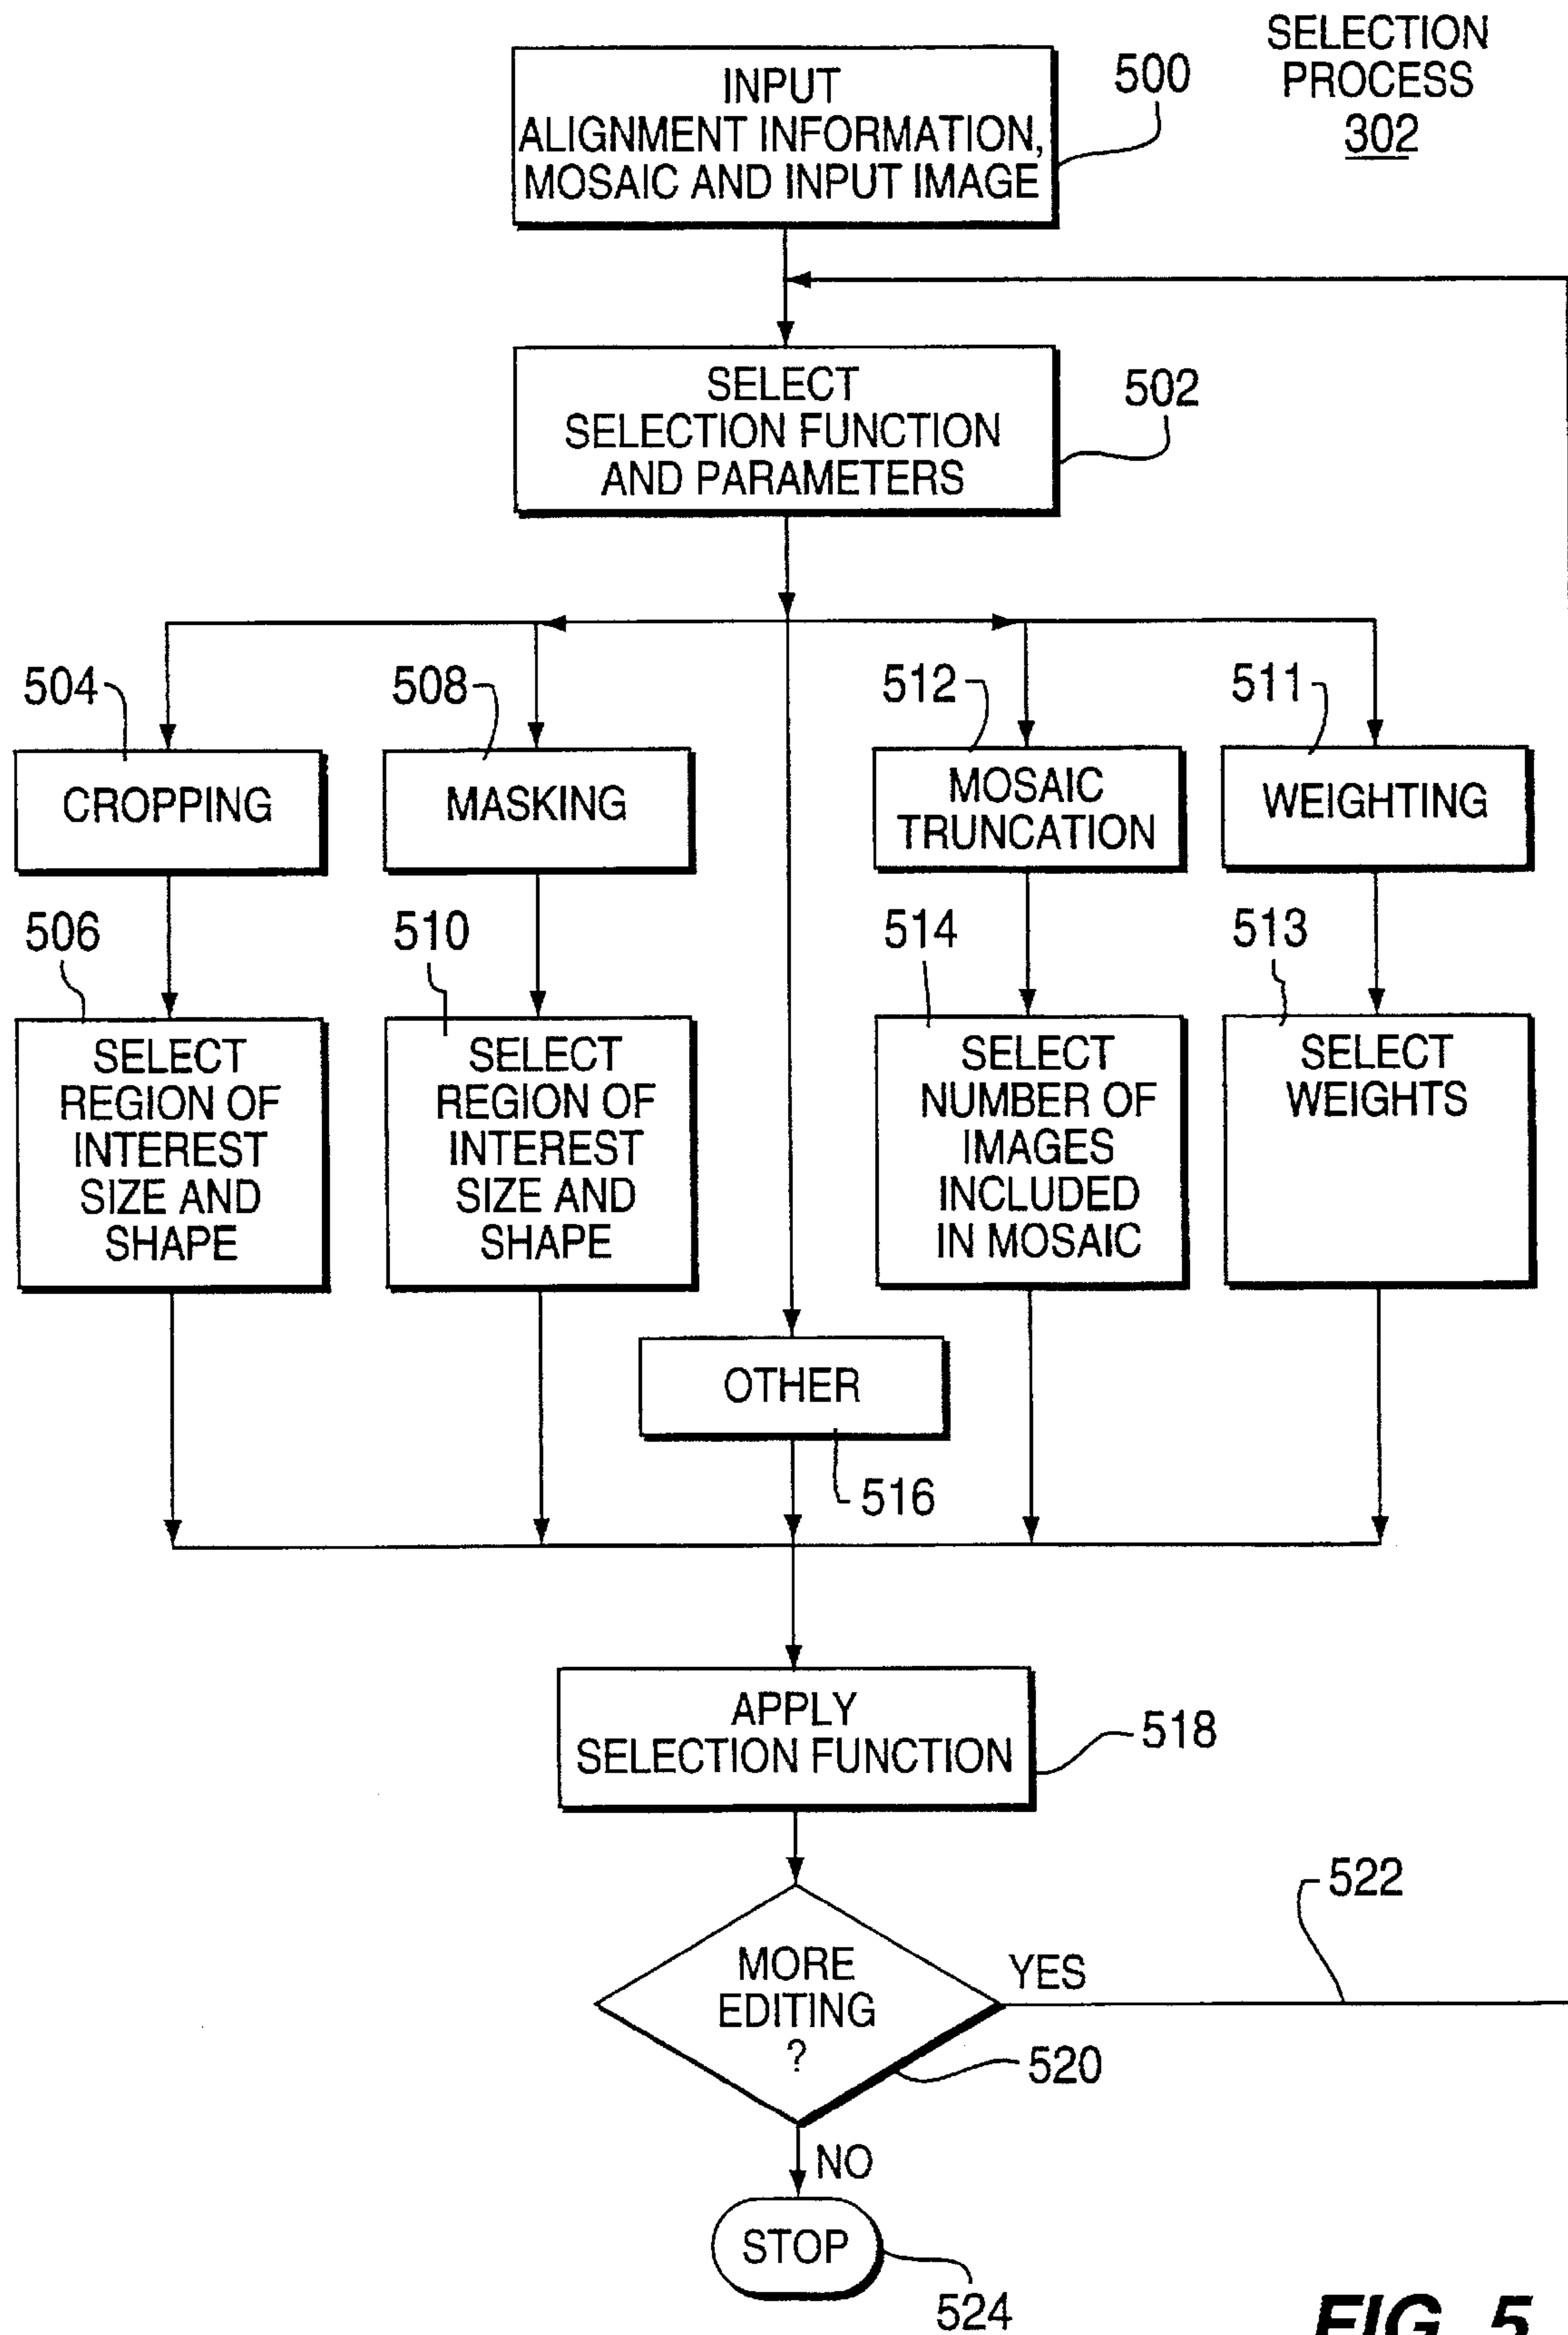 SELECTION
PROCESS
302
INPUT
ALIGNMENT INFORMATION,
MOSAIC AND INPUT IMAGE
500
SELECT
SELECTION FUNCTION
AND PARAMETERS
502
504
508
512
511
CROPPING
MASKING
MOSAIC
TRUNCATION
WEIGHTING
506
510
514
513
SELECT
REGION OF
INTEREST
SIZE AND
SHAPE
SELECT
REGION OF
INTEREST
SIZE AND
SHAPE
SELECT
NUMBER OF
IMAGES
INCLUDED
IN MOSAIC
SELECT
WEIGHTS
OTHER
516
APPLY
SELECTION FUNCTION
518
MORE
EDITING
?
YES
522
520
NO
STOP
524
FIG. 5